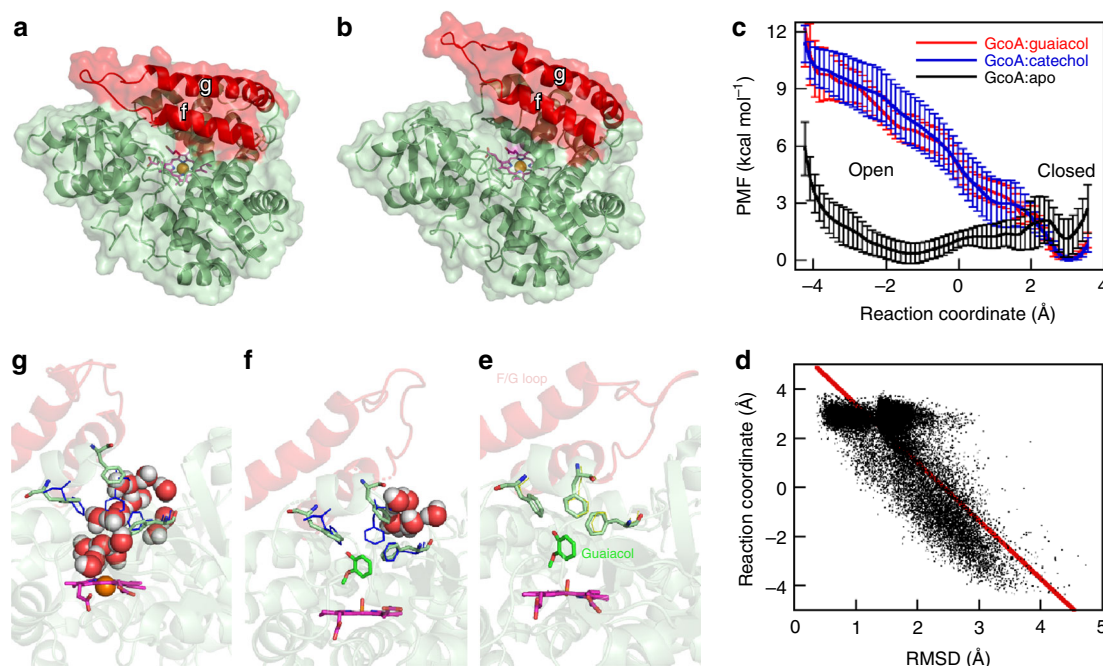 a
g
f
b
g
f
c
GcoA:guaiacol
GcoA:catechol
GcoA:apo
PMF (kcal mol⁻¹)
12
9
6
3
0
Open
Closed
–4
–2
0
2
4
Reaction coordinate (Å)
g
f
Guaiacol
e
F/G loop
d
Reaction coordinate (Å)
4
2
0
–2
–4
0
1
2
3
4
5
RMSD (Å)